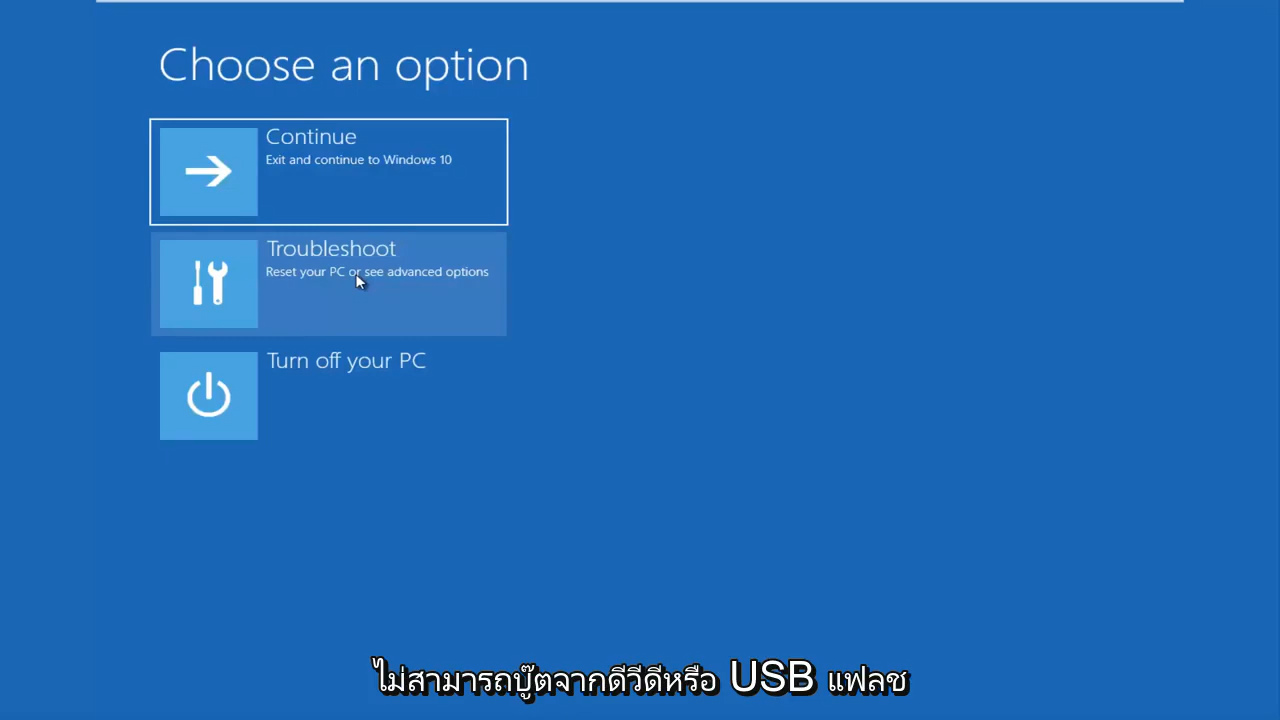 Choose an option
Continue
Exit and continue to Windows 10
Troubleshoot
Reset your PC or see advanced options
Turn off your PC
ไม่สามารถบู๊ตจากดีวีดีหรือ USB แฟลช